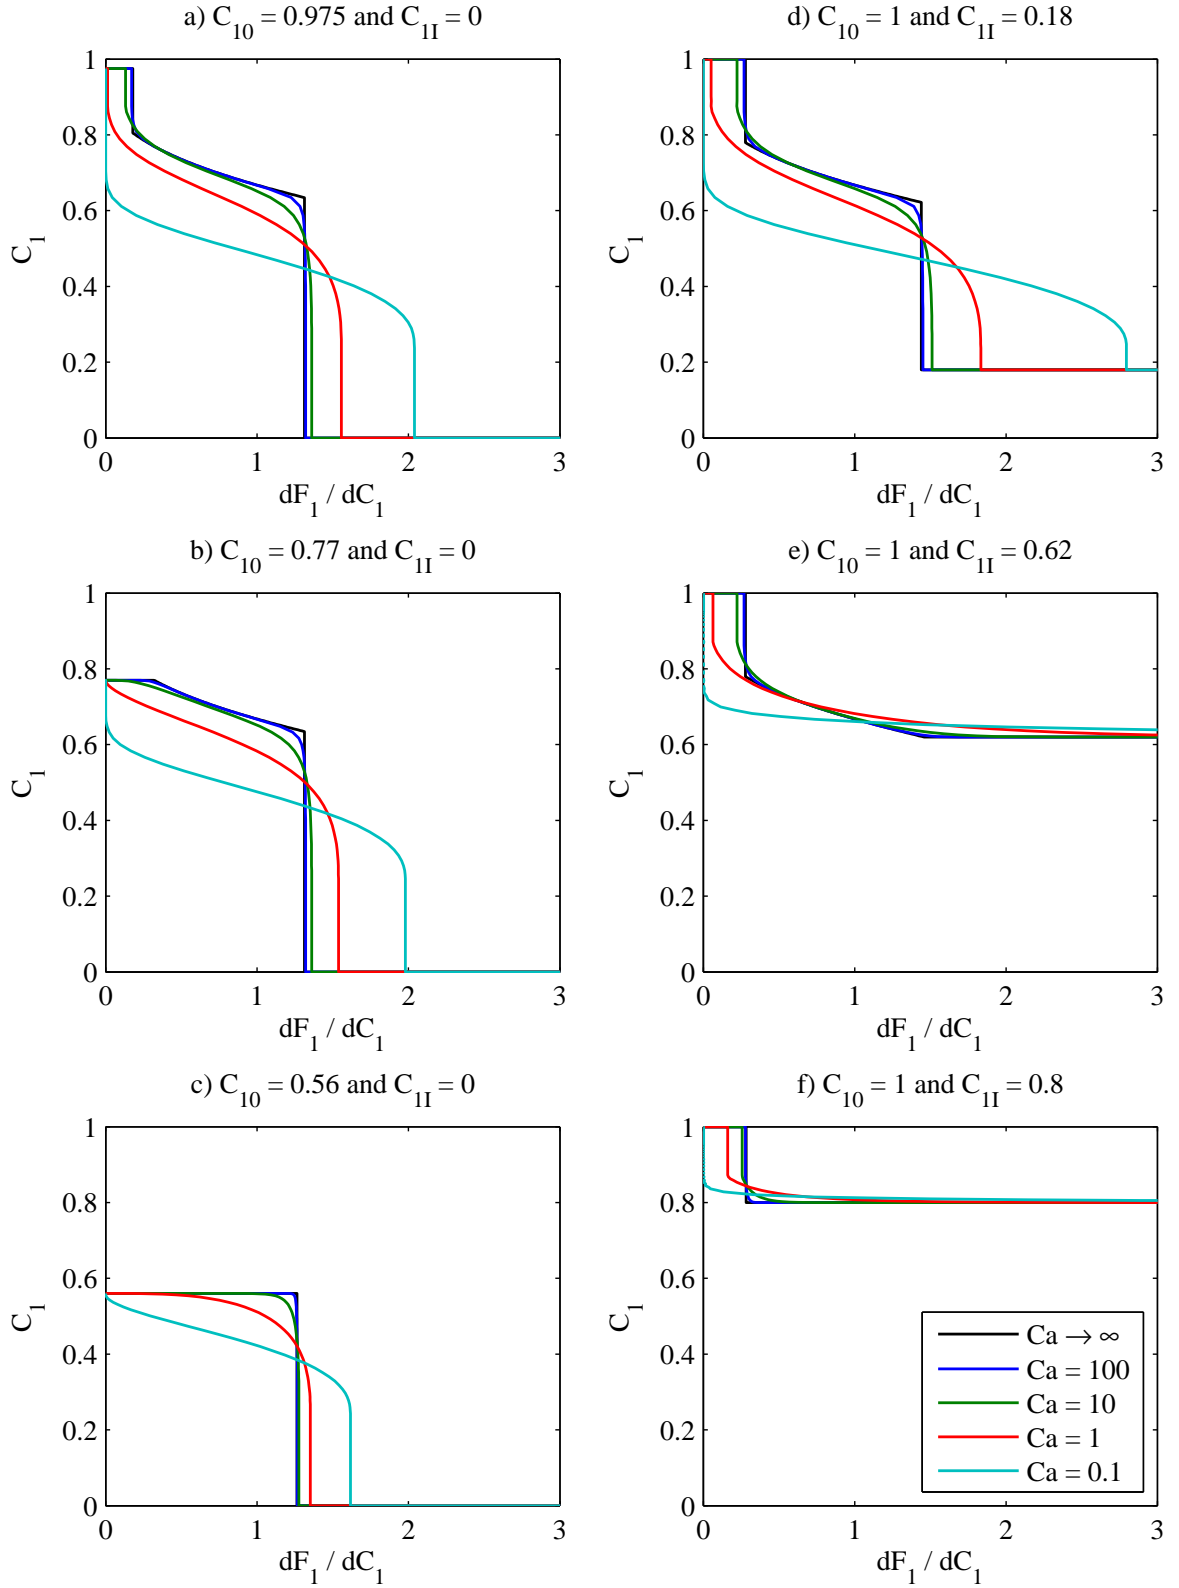 a) C10 = 0.975 and C1I = 0
1
0.8
0.6
0.4
0.2
0
C1
0 1 2 3
dF1 / dC1
d) C10 = 1 and C1I = 0.18
1
0.8
0.6
0.4
0.2
0
C1
0 1 2 3
dF1 / dC1
b) C10 = 0.77 and C1I = 0
1
0.8
0.6
0.4
0.2
0
C1
0 1 2 3
dF1 / dC1
e) C10 = 1 and C1I = 0.62
1
0.8
0.6
0.4
0.2
0
C1
0 1 2 3
dF1 / dC1
c) C10 = 0.56 and C1I = 0
1
0.8
0.6
0.4
0.2
0
C1
0 1 2 3
dF1 / dC1
f) C10 = 1 and C1I = 0.8
1
0.8
0.6
0.4
0.2
0
C1
0 1 2 3
dF1 / dC1
Ca → ∞
Ca = 100
Ca = 10
Ca = 1
Ca = 0.1